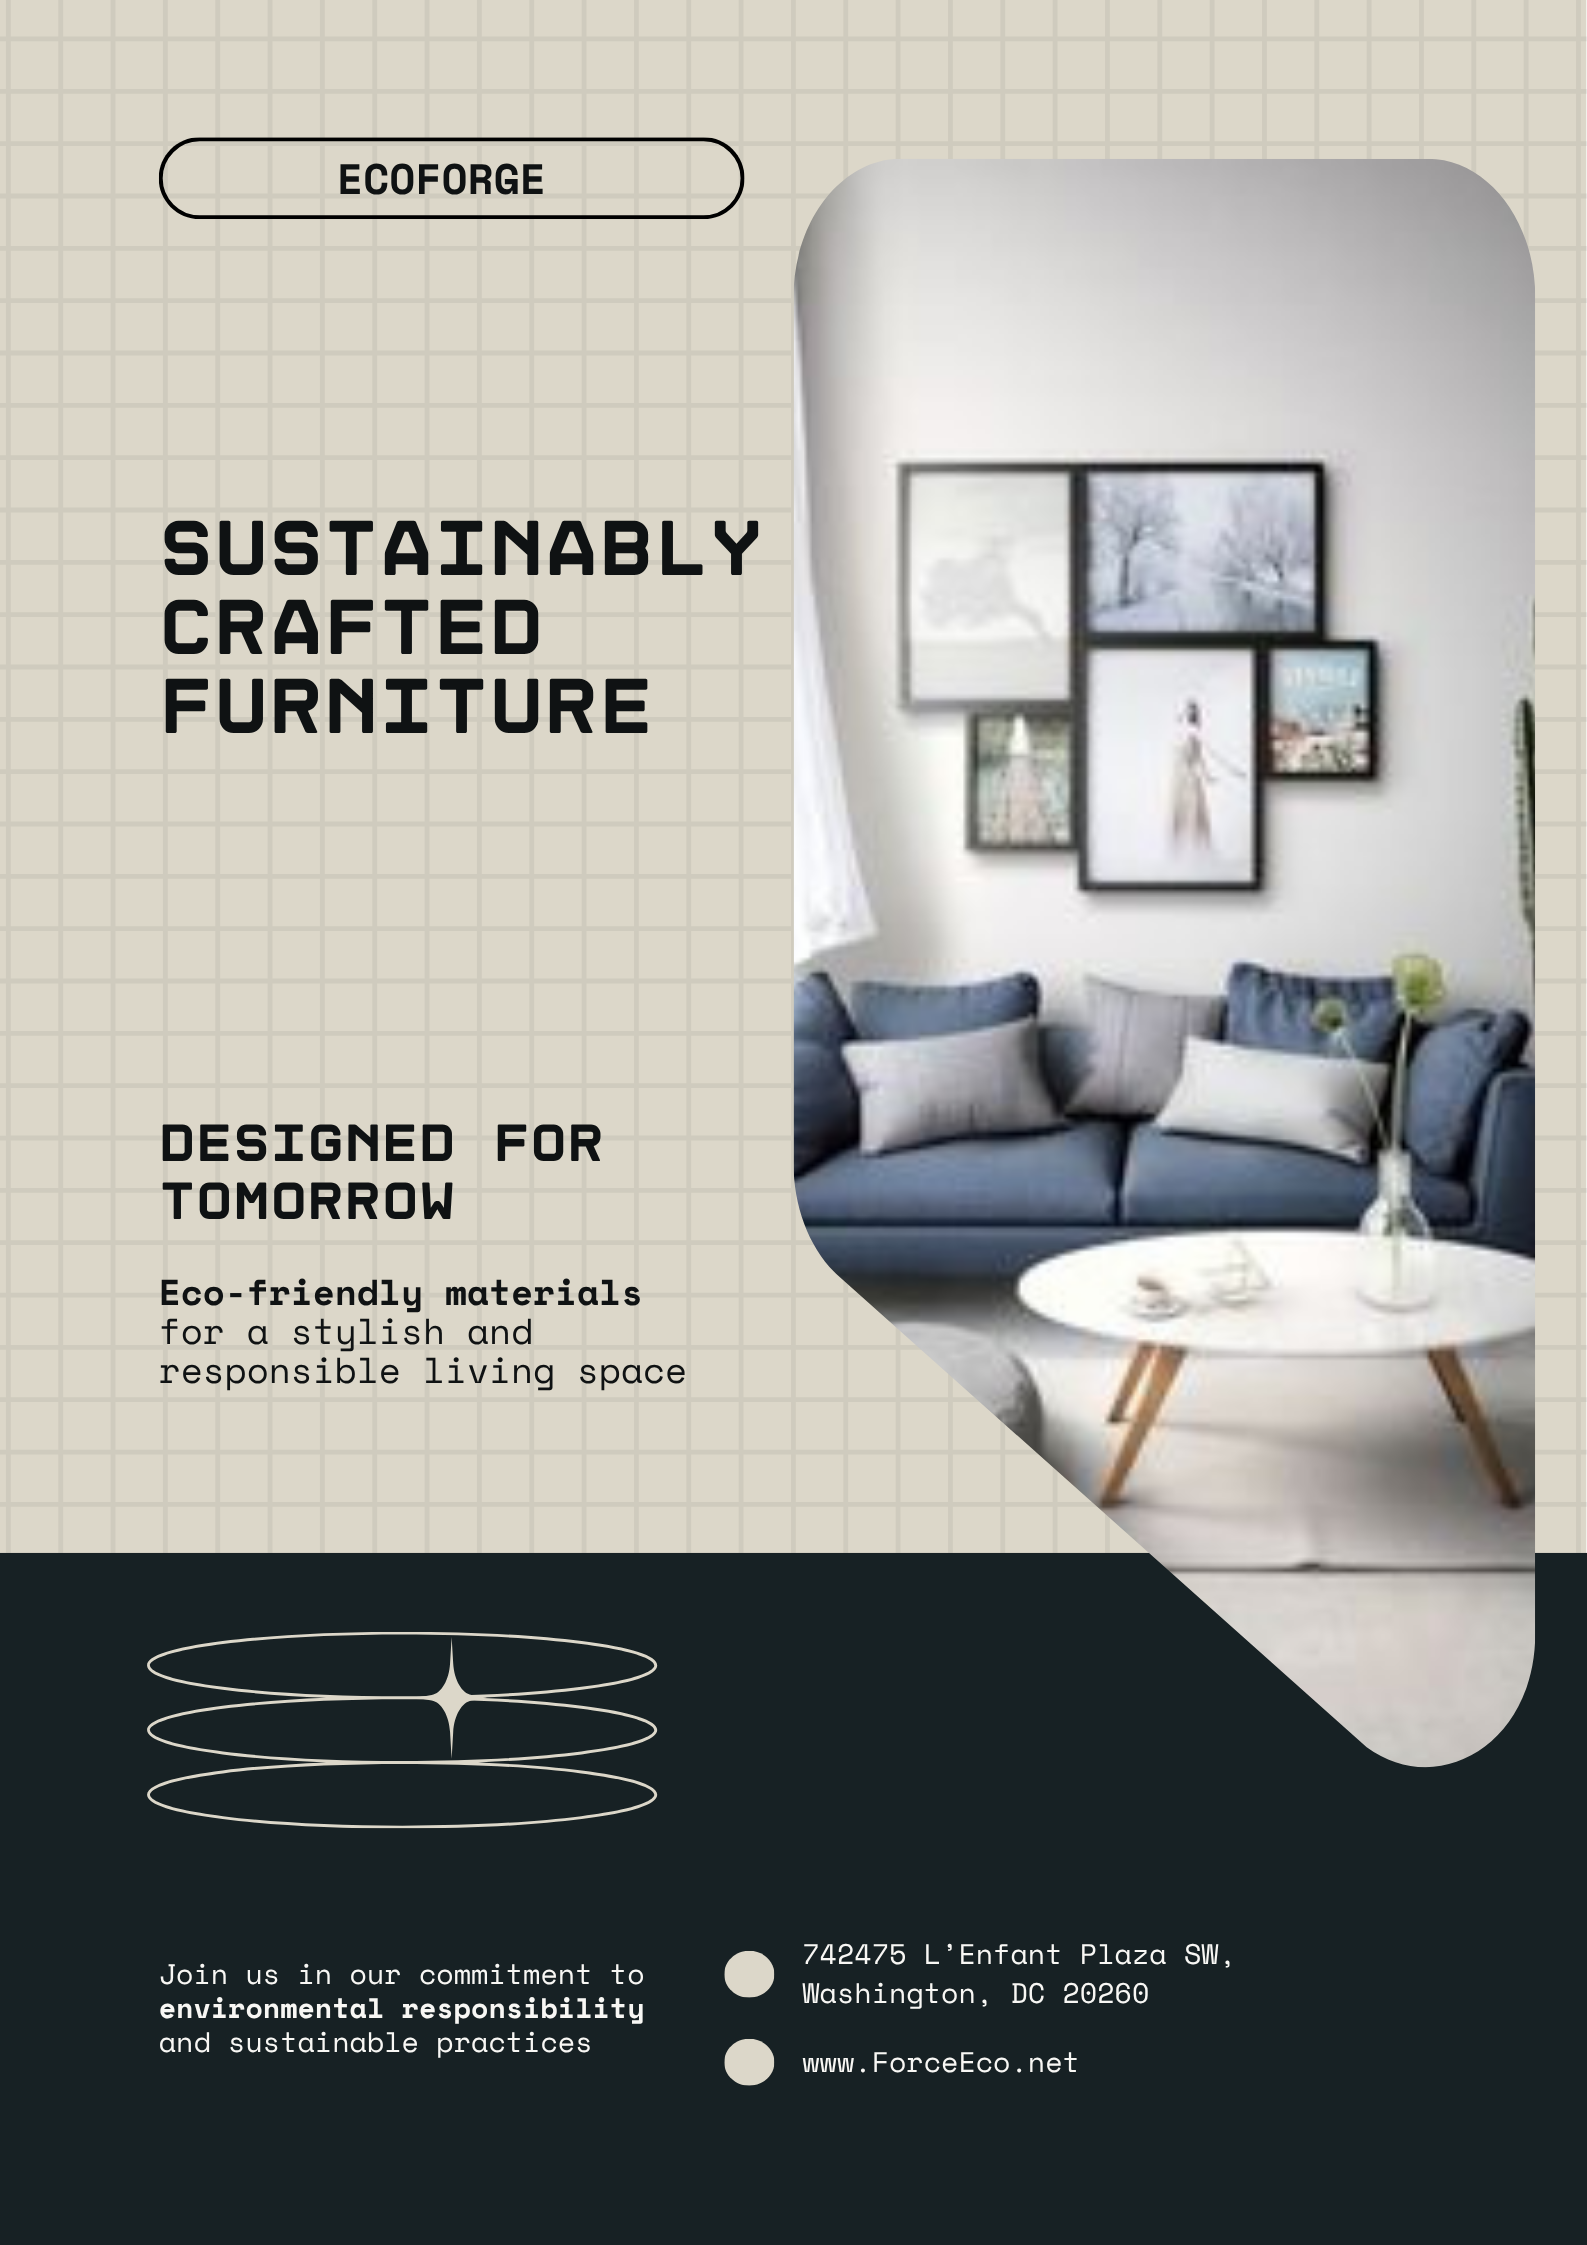 ECOFORGE
SUSTAINABLY
CRAFTED
FURNITURE
DESIGNED FOR
TOMORROW
Eco-friendly materials
for a stylish and
responsible living space
Join us in our commitment to
environmental responsibility
and sustainable practices
742475 L’Enfant Plaza SW,
Washington, DC 20260
www.ForceEco.net